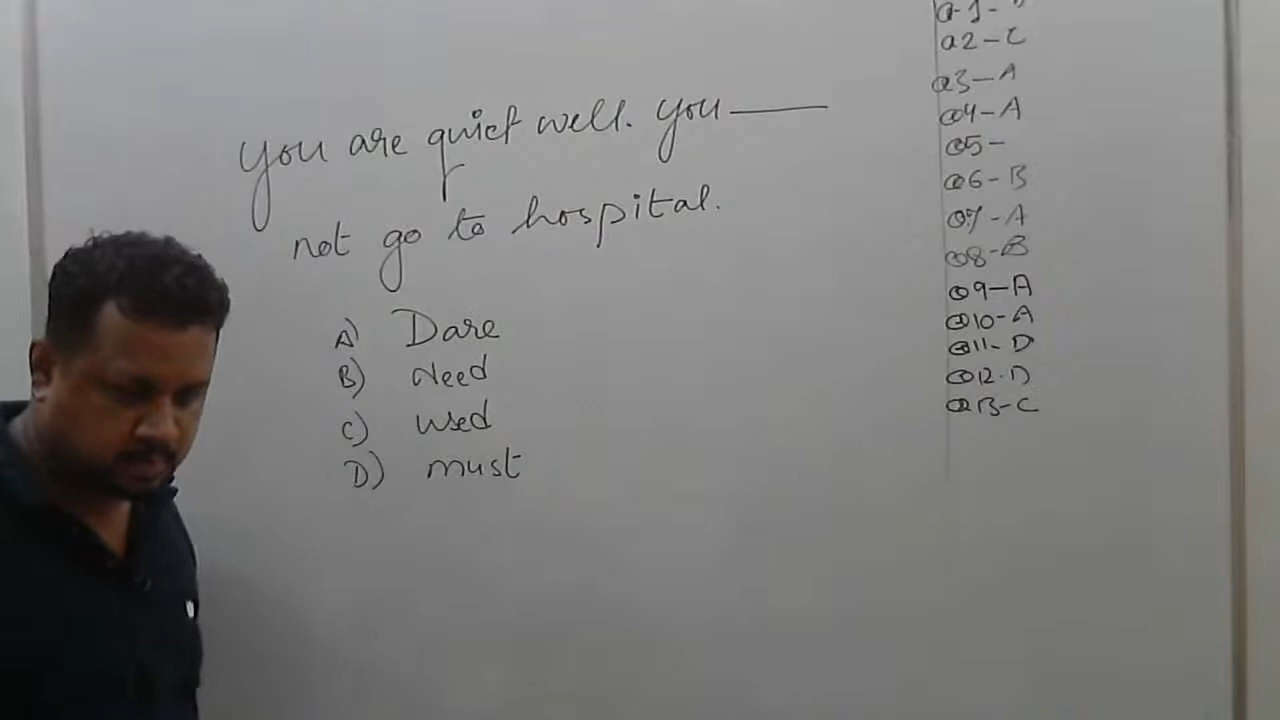 You are quiet well. You ———
not go to hospital.
A) Dare
B) Need
C) Used
D) must
Q2-C
Q3-A
Q4-A
Q5-
Q6-B
Q7-A
Q8-B
Q9-A
Q10-A
Q11-D
Q12-D
Q13-C